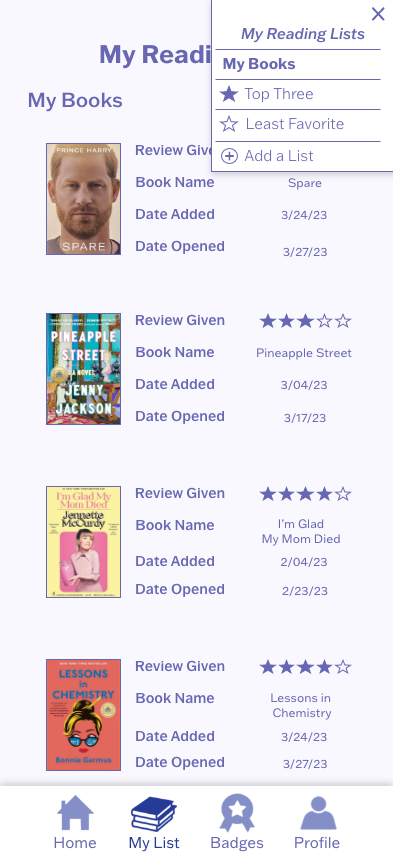 My Reading Lists
My Books
Top Three
Least Favorite
Add a List
My Readi
My Books
PRINCE HARRY
SPARE
Review Give
Book Name
Spare
Date Added
3/24/23
Date Opened
3/27/23
PINEAPPLE
STREET
A NOVEL
JENNY
JACKSON
Review Given
Book Name
Pineapple Street
Date Added
3/04/23
Date Opened
3/17/23
I'm Glad My
Mom Died
Jennette
McCurdy
Review Given
Book Name
I'm Glad
My Mom Died
Date Added
2/04/23
Date Opened
2/23/23
LESSONS
in
CHEMISTRY
Bonnie Garmus
Review Given
Book Name
Lessons in
Chemistry
Date Added
3/24/23
Date Opened
3/27/23
Home
My List
Badges
Profile